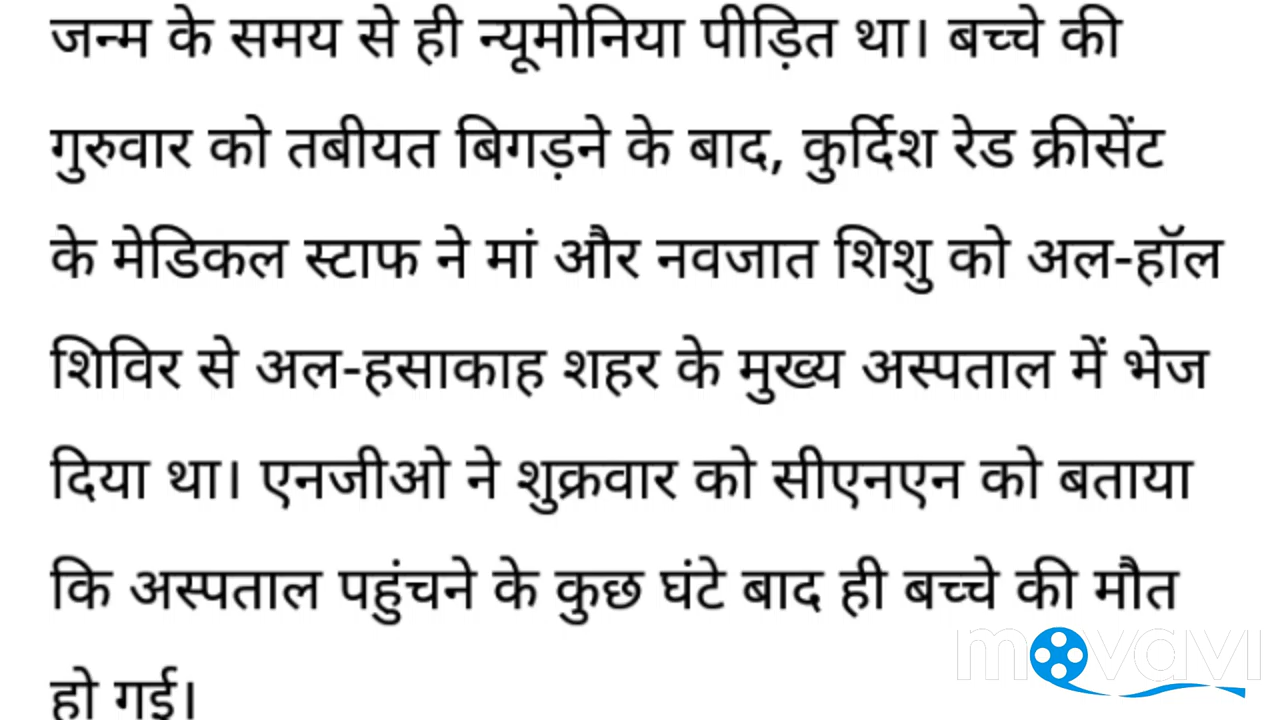 जन्म के समय से ही न्यूमोनिया पीड़ित था। बच्चे की
गुरुवार को तबीयत बिगड़ने के बाद, कुर्दिश रेड क्रीसेंट
के मेडिकल स्टाफ ने मां और नवजात शिशु को अल-हॉल
शिविर से अल-हसाकाह शहर के मुख्य अस्पताल में भेज
दिया था। एनजीओ ने शुक्रवार को सीएनएन को बताया
कि अस्पताल पहुंचने के कुछ घंटे बाद ही बच्चे की मौत
हो गई।
movavi